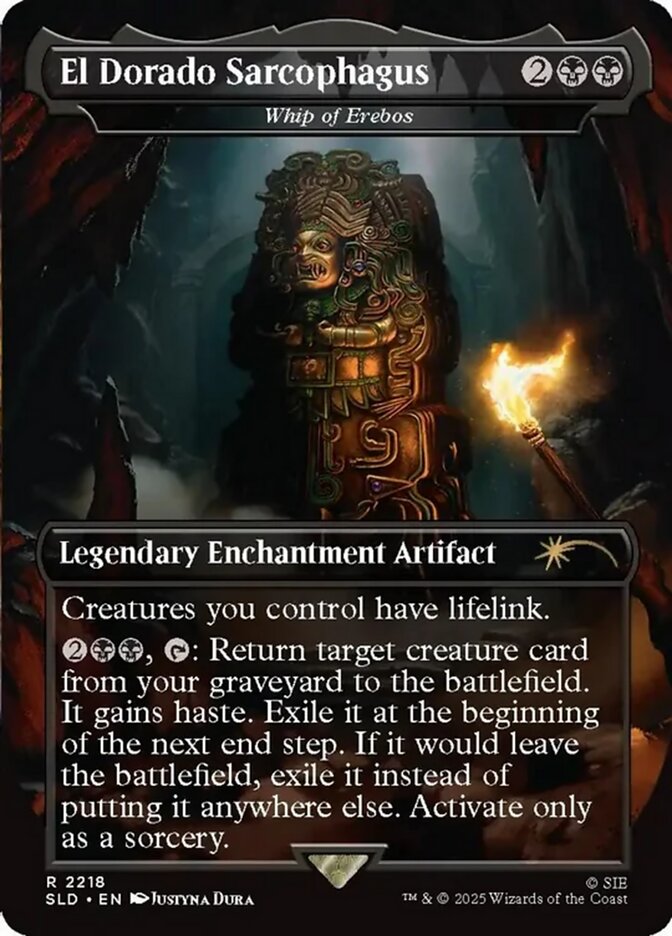 El Dorado Sarcophagus 2
Whip of Erebos
Legendary Enchantment Artifact
Creatures you control have lifelink.
2, : Return target creature card
from your graveyard to the battlefield.
It gains haste. Exile it at the beginning
of the next end step. If it would leave
the battlefield, exile it instead of
putting it anywhere else. Activate only
as a sorcery.
R 2218 © SIE
SLD • EN Justyna Dura ™ & © 2025 Wizards of the Coast